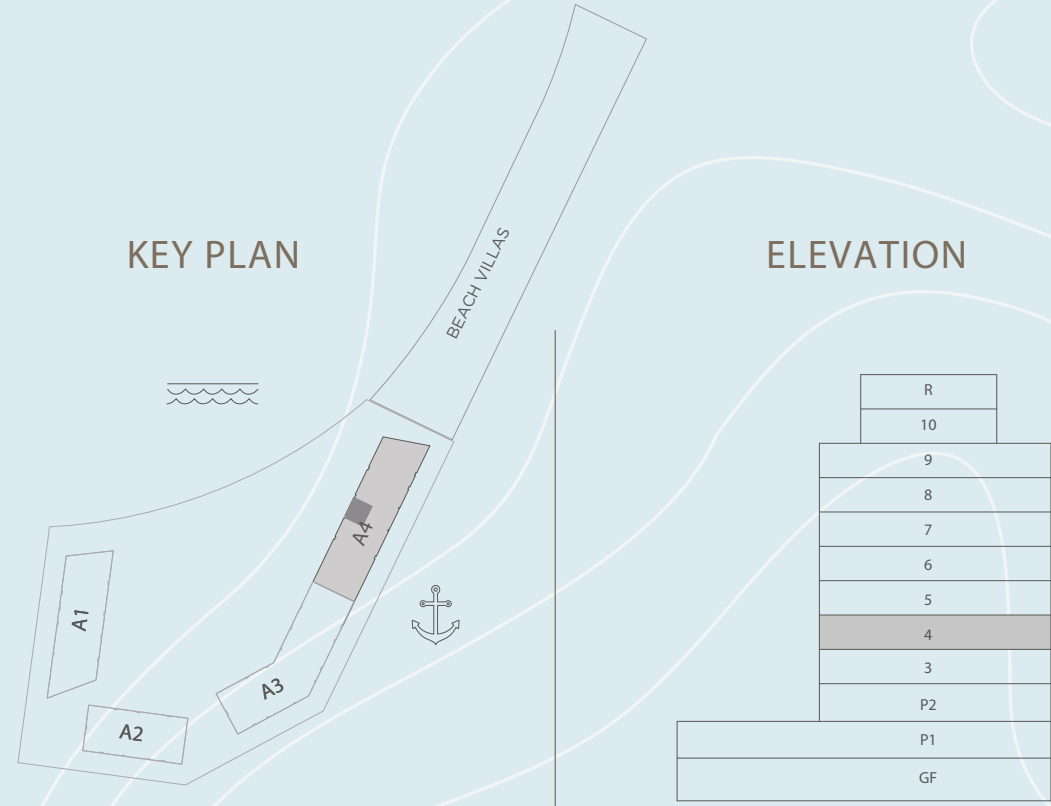 KEY PLAN
BEACH VILLAS
A4
A1
A3
A2
ELEVATION
R
10
9
8
7
6
5
4
3
P2
P1
GF